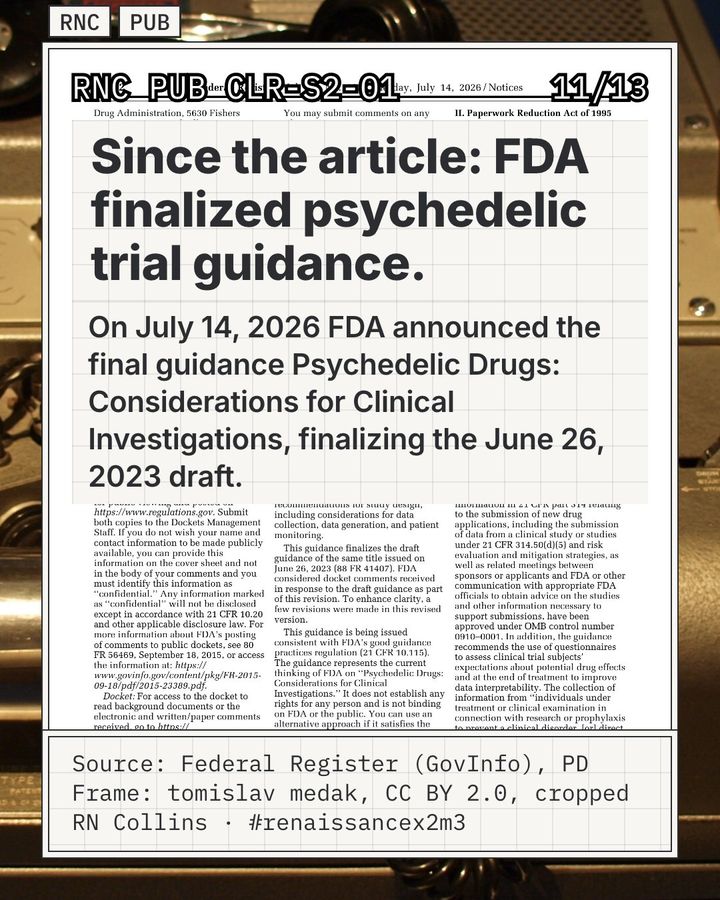 RNC PUB
RNC PUB CLR-S2-01 11/13
day, July 14, 2026 / Notices
Drug Administration, 5630 Fishers
You may submit comments on any
II. Paperwork Reduction Act of 1995
Since the article: FDA
finalized psychedelic
trial guidance.
On July 14, 2026 FDA announced the
final guidance Psychedelic Drugs:
Considerations for Clinical
Investigations, finalizing the June 26,
2023 draft.
https://www.regulations.gov. Submit
both copies to the Dockets Management
Staff. If you do not wish your name and
contact information to be made publicly
available, you can provide this
information on the cover sheet and not
in the body of your comments and you
must identify this information as
‘‘confidential.’’ Any information marked
as ‘‘confidential’’ will not be disclosed
except in accordance with 21 CFR 10.20
and other applicable disclosure law. For
more information about FDA’s posting
of comments to public dockets, see 80
FR 56469, September 18, 2015, or access
the information at: https://
www.govinfo.gov/content/pkg/FR-2015-
09-18/pdf/2015-23389.pdf.
Docket: For access to the docket to
read background documents or the
electronic and written/paper comments
received, go to https://
recommendations for study design,
including considerations for data
collection, data generation, and patient
monitoring.
This guidance finalizes the draft
guidance of the same title issued on
June 26, 2023 (88 FR 41407). FDA
considered docket comments received
in response to the draft guidance as part
of this revision. To enhance clarity, a
few revisions were made in this revised
version.
This guidance is being issued
consistent with FDA’s good guidance
practices regulation (21 CFR 10.115).
The guidance represents the current
thinking of FDA on ‘‘Psychedelic Drugs:
Considerations for Clinical
Investigations.’’ It does not establish any
rights for any person and is not binding
on FDA or the public. You can use an
alternative approach if it satisfies the
information in 21 CFR part 314 relating
to the submission of new drug
applications, including the submission
of data from a clinical study or studies
under 21 CFR 314.50(d)(5) and risk
evaluation and mitigation strategies, as
well as related meetings between
sponsors or applicants and FDA or other
communication with appropriate FDA
officials to obtain advice on the studies
and other information necessary to
support submissions, have been
approved under OMB control number
0910–0001. In addition, the guidance
recommends the use of questionnaires
to assess clinical trial subjects’
expectations about potential drug effects
and at the end of treatment to improve
data interpretability. The collection of
information from ‘‘individuals under
treatment or clinical examination in
connection with research or prophylaxis
to prevent a clinical disorder, [or] direct
Source: Federal Register (GovInfo), PD
Frame: tomislav medak, CC BY 2.0, cropped
RN Collins · #renaissancex2m3